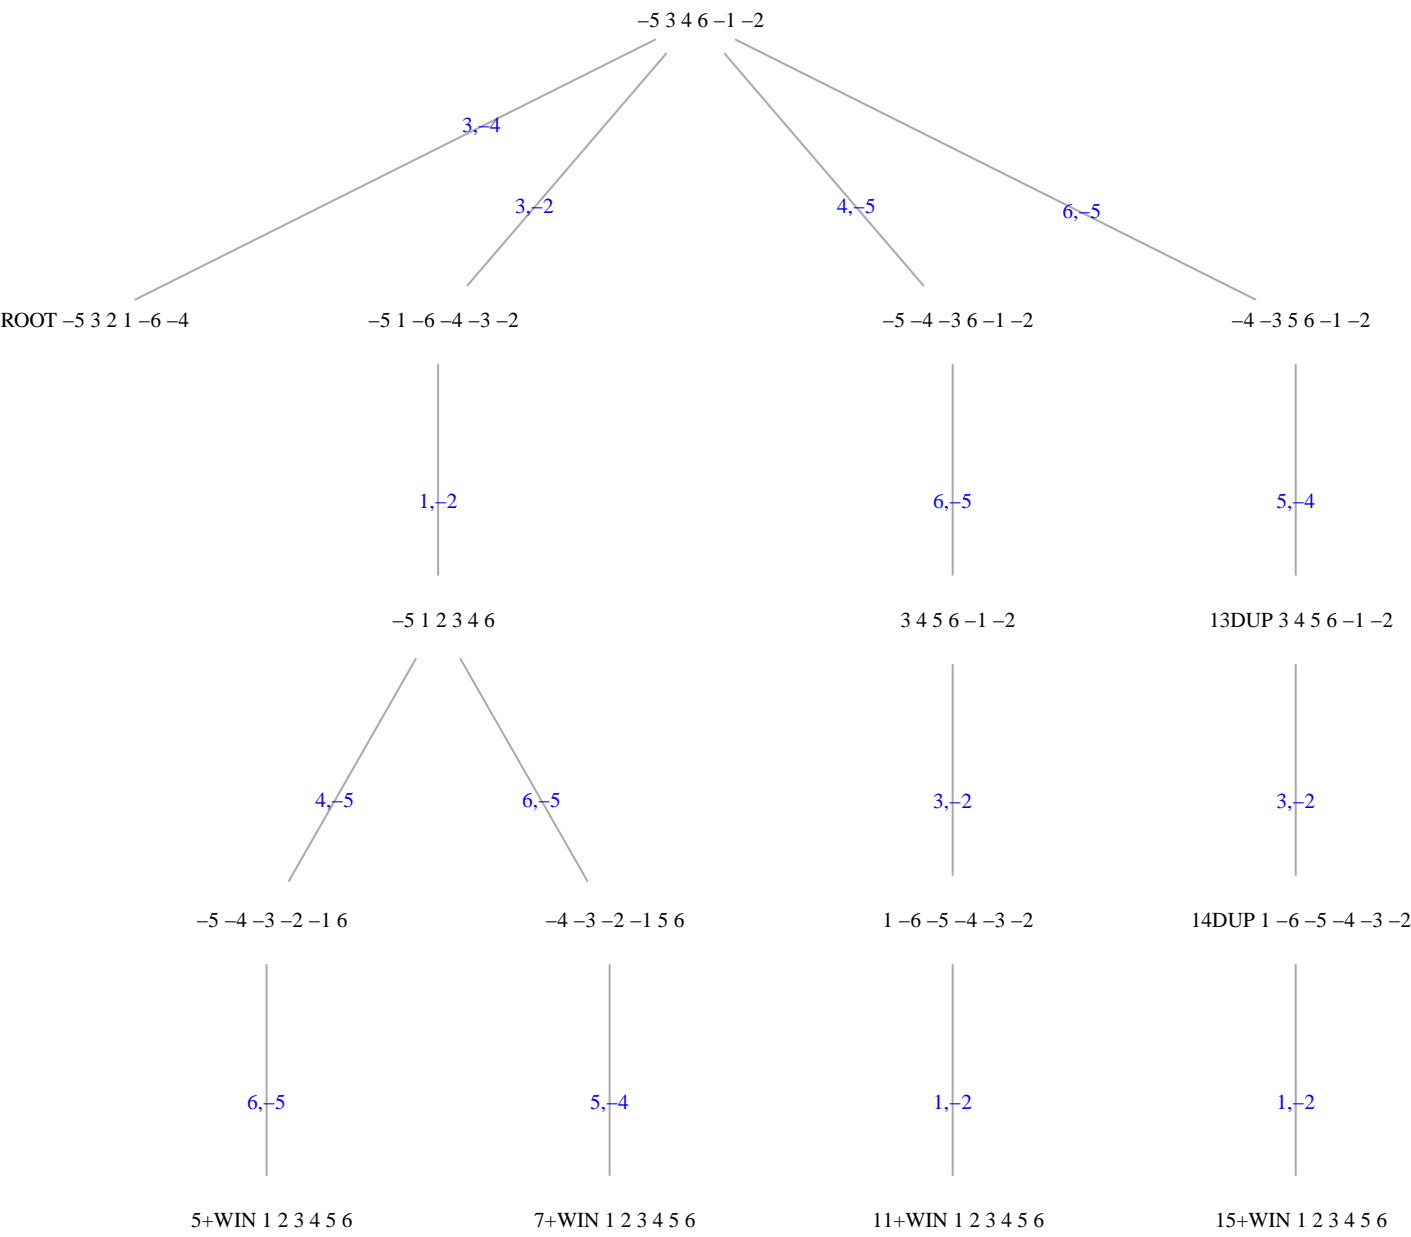 −5 3 4 6 −1 −2
3,−4
3,−2
4,−5
6,−5
ROOT −5 3 2 1 −6 −4
−5 1 −6 −4 −3 −2
−5 −4 −3 6 −1 −2
−4 −3 5 6 −1 −2
1,−2
6,−5
5,−4
−5 1 2 3 4 6
3 4 5 6 −1 −2
13DUP 3 4 5 6 −1 −2
4,−5
6,−5
3,−2
3,−2
−5 −4 −3 −2 −1 6
−4 −3 −2 −1 5 6
1 −6 −5 −4 −3 −2
14DUP 1 −6 −5 −4 −3 −2
6,−5
5,−4
1,−2
1,−2
5+WIN 1 2 3 4 5 6
7+WIN 1 2 3 4 5 6
11+WIN 1 2 3 4 5 6
15+WIN 1 2 3 4 5 6